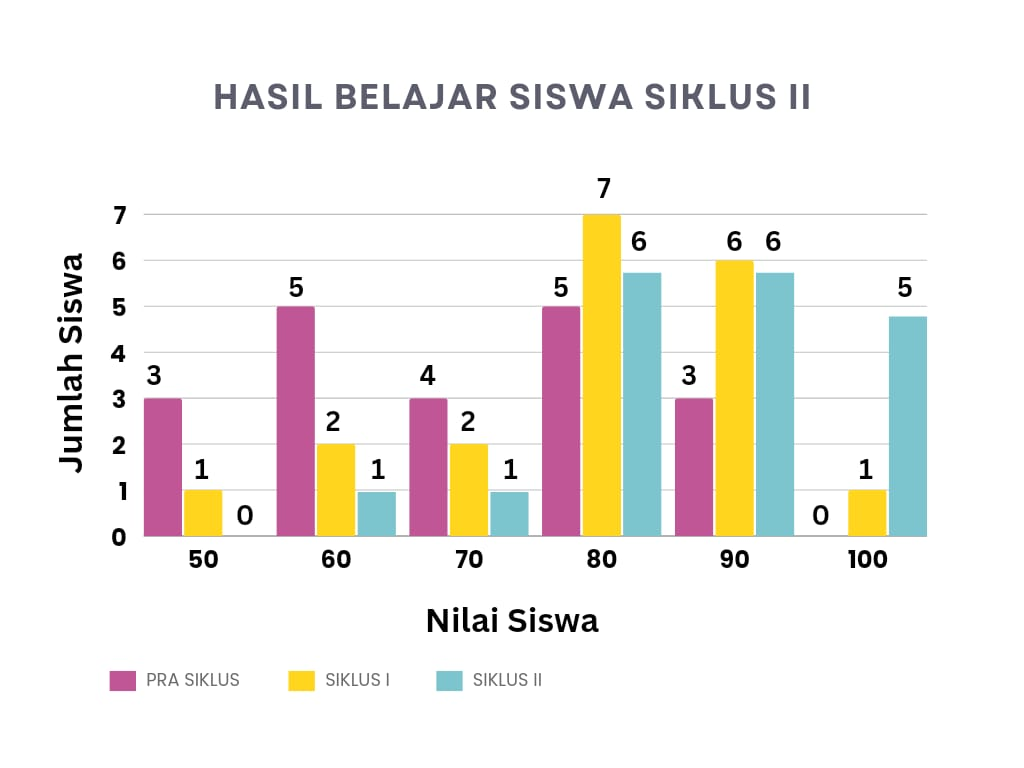 HASIL BELAJAR SISWA SIKLUS II
7
7
6 6 6
6
5 5 5
5
4
4
3 3
3
2 2
2
1 1 1 1
1
0 0
0
50 60 70 80 90 100
Jumlah Siswa
Nilai Siswa
PRA SIKLUS SIKLUS I SIKLUS II